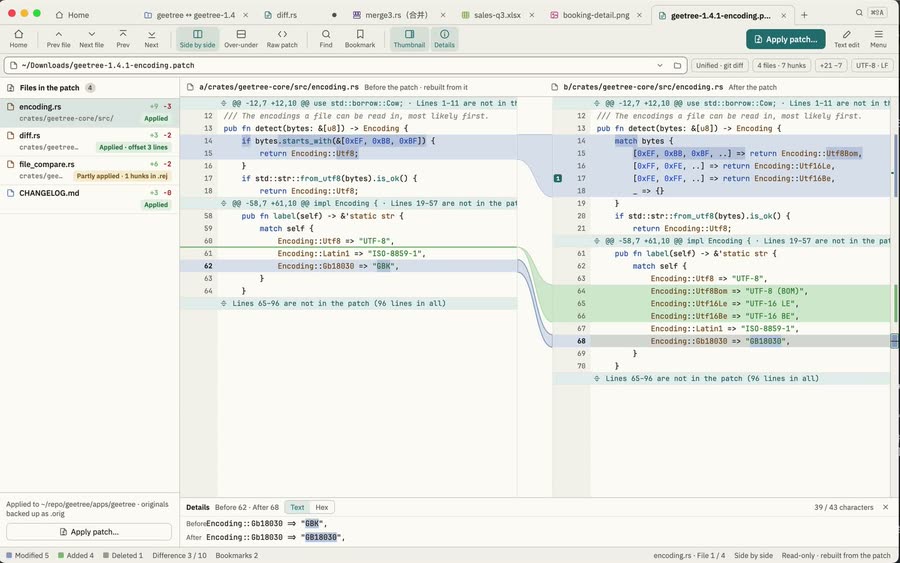 Home
geetree ↔ geetree-1.4
diff.rs
merge3.rs（合并）
sales-q3.xlsx
booking-detail.png
geetree-1.4.1-encoding.p...
⌘⇧A
Home
Prev file
Next file
Prev
Next
Side by side
Over-under
Raw patch
Find
Bookmark
Thumbnail
Details
Apply patch...
Text edit
Menu
~/Downloads/geetree-1.4.1-encoding.patch
Unified · git diff
4 files · 7 hunks
+21 −7
UTF-8 · LF
Files in the patch 4
encoding.rs +9 -3
crates/geetree-core/src/ Applied
diff.rs +3 -2
crates/geetree… Applied · offset 3 lines
file_compare.rs +6 -2
crates/gee… Partly applied · 1 hunks in .rej
CHANGELOG.md +3 -0
Applied
Applied to ~/repo/geetree/apps/geetree · originals
backed up as .orig
Apply patch...
a/crates/geetree-core/src/encoding.rs Before the patch · rebuilt from it
@@ -12,7 +12,10 @@ use std::borrow::Cow; · Lines 1–11 are not in th
12 /// The encodings a file can be read in, most likely first.
13 pub fn detect(bytes: &[u8]) -> Encoding {
14 if bytes.starts_with(&[0xEF, 0xBB, 0xBF]) {
15 return Encoding::Utf8;
16 }
17 if std::str::from_utf8(bytes).is_ok() {
18 return Encoding::Utf8;
@@ -58,7 +61,10 @@ impl Encoding { · Lines 19–57 are not in the pat
58 pub fn label(self) -> &'static str {
59 match self {
60 Encoding::Utf8 => "UTF-8",
61 Encoding::Latin1 => "ISO-8859-1",
62 Encoding::Gb18030 => "GBK",
63 }
64 }
Lines 65–96 are not in the patch (96 lines in all)
b/crates/geetree-core/src/encoding.rs After the patch
@@ -12,7 +12,10 @@ use std::borrow::Cow; · Lines 1–11 are not in th
12 /// The encodings a file can be read in, most likely first.
13 pub fn detect(bytes: &[u8]) -> Encoding {
14 match bytes {
15 [0xEF, 0xBB, 0xBF, ..] => return Encoding::Utf8Bom,
16 [0xFF, 0xFE, ..] => return Encoding::Utf16Le,
1 17 [0xFE, 0xFF, ..] => return Encoding::Utf16Be,
18 _ => {}
19 }
20 if std::str::from_utf8(bytes).is_ok() {
21 return Encoding::Utf8;
@@ -58,7 +61,10 @@ impl Encoding { · Lines 19–57 are not in the pat
61 pub fn label(self) -> &'static str {
62 match self {
63 Encoding::Utf8 => "UTF-8",
64 Encoding::Utf8Bom => "UTF-8 (BOM)",
65 Encoding::Utf16Le => "UTF-16 LE",
66 Encoding::Utf16Be => "UTF-16 BE",
67 Encoding::Latin1 => "ISO-8859-1",
68 Encoding::Gb18030 => "GB18030",
69 }
70 }
Lines 65–96 are not in the patch (96 lines in all)
Details Before 62 · After 68 Text Hex 39 / 43 characters
Before Encoding::Gb18030 => "GBK",
After Encoding::Gb18030 => "GB18030",
Modified 5 Added 4 Deleted 1 Difference 3 / 10 Bookmarks 2
encoding.rs · File 1 / 4 Side by side Read-only · rebuilt from the patch